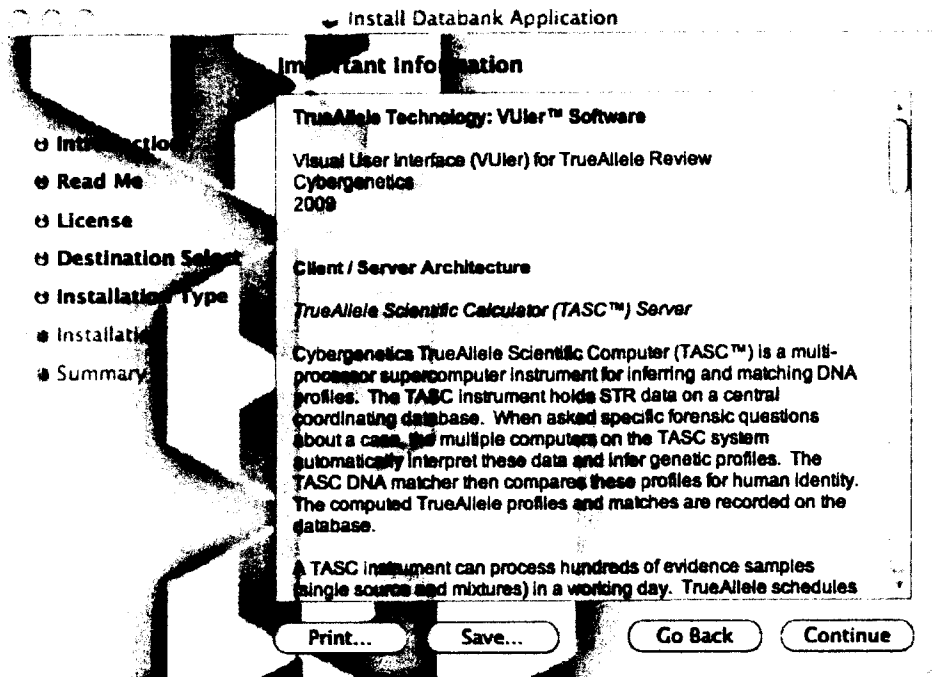 Install Databank Application
Important Information
Introduction
Read Me
License
Destination Select
Installation Type
Installation
Summary
TrueAllele Technology: VUIer™ Software
Visual User Interface (VUIer) for TrueAllele Review
Cybergenetics
2009
Client / Server Architecture
TrueAllele Scientific Calculator (TASC™) Server
Cybergenetics TrueAllele Scientific Computer (TASC™) is a multi-
processor supercomputer instrument for inferring and matching DNA
profiles. The TASC instrument holds STR data on a central
coordinating database. When asked specific forensic questions
about a case, the multiple computers on the TASC system
automatically interpret these data and infer genetic profiles. The
TASC DNA matcher then compares these profiles for human identity.
The computed TrueAllele profiles and matches are recorded on the
database.
A TASC instrument can process hundreds of evidence samples
(single source and mixtures) in a working day. TrueAllele schedules
Print...
Save...
Go Back
Continue